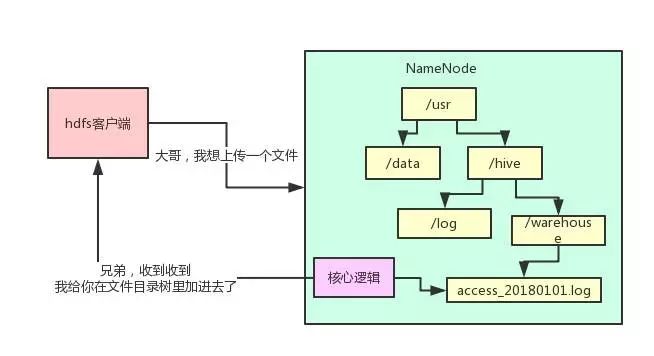 NameNode
/usr
hdfs客户端
大哥，我想上传一个文件
/data
/hive
/log
/warehous
e
兄弟，收到收到
我给你在文件目录树里加进去了
核心逻辑
access_20180101.log